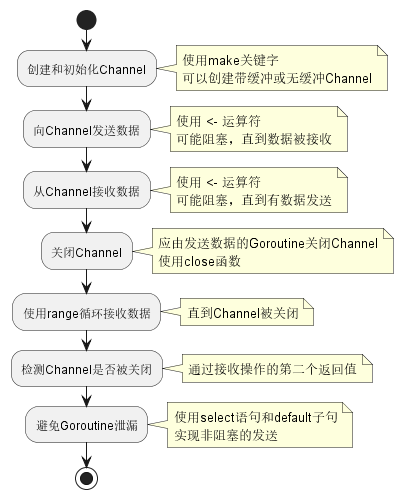 创建和初始化Channel
使用make关键字
可以创建带缓冲或无缓冲Channel
向Channel发送数据
使用 <- 运算符
可能阻塞，直到数据被接收
从Channel接收数据
使用 <- 运算符
可能阻塞，直到有数据发送
关闭Channel
应由发送数据的Goroutine关闭Channel
使用close函数
使用range循环接收数据
直到Channel被关闭
检测Channel是否被关闭
通过接收操作的第二个返回值
避免Goroutine泄漏
使用select语句和default子句
实现非阻塞的发送